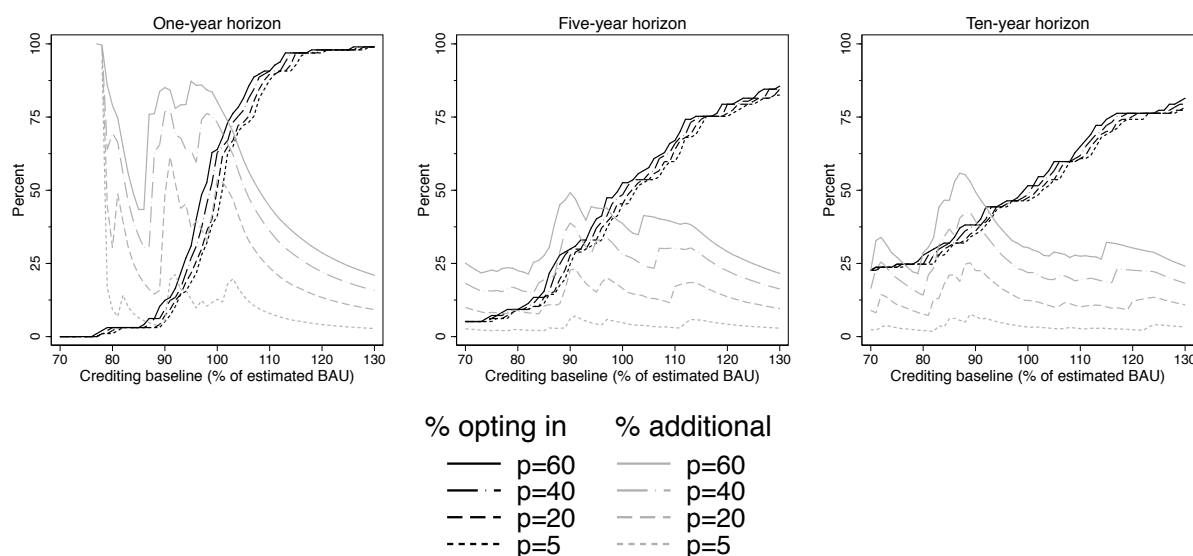 One-year horizon
Five-year horizon
Ten-year horizon
Percent
0 25 50 75 100
70 80 90 100 110 120 130
Crediting baseline (% of estimated BAU)
Percent
0 25 50 75 100
70 80 90 100 110 120 130
Crediting baseline (% of estimated BAU)
Percent
0 25 50 75 100
70 80 90 100 110 120 130
Crediting baseline (% of estimated BAU)
% opting in % additional
p=60 p=60
p=40 p=40
p=20 p=20
p=5 p=5